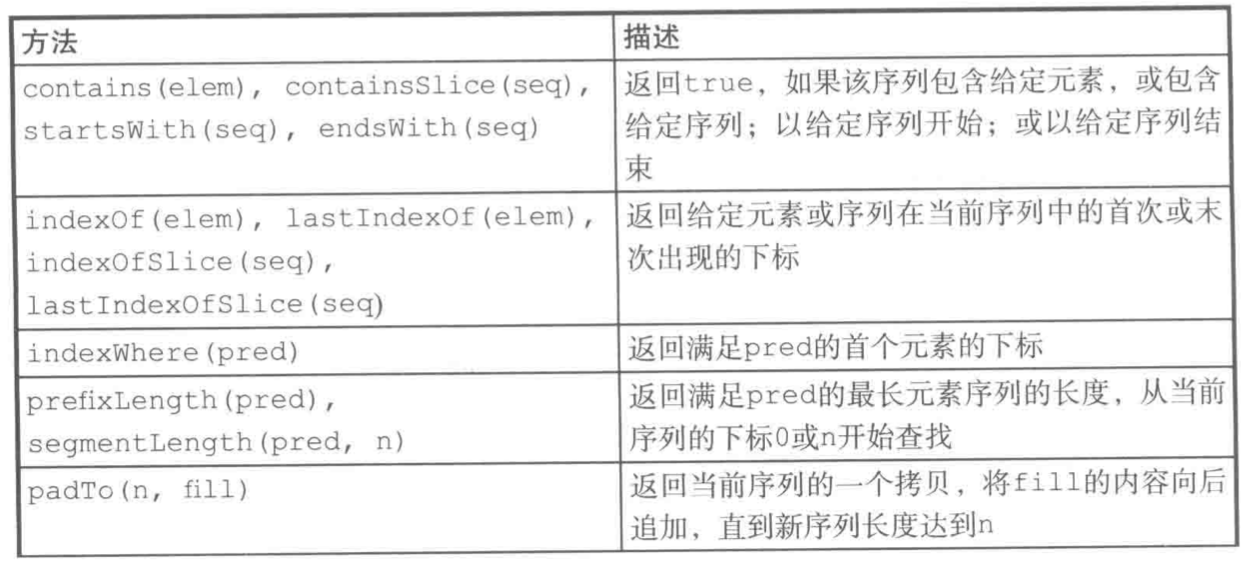 方法 描述
contains(elem), containsSlice(seq), 返回true，如果该序列包含给定元素，或包含
startsWith(seq), endsWith(seq) 给定序列；以给定序列开始；或以给定序列结
束
indexOf(elem), lastIndexOf(elem), 返回给定元素或序列在当前序列中的首次或末
indexOfSlice(seq), 次出现的下标
lastIndexOfSlice(seq)
indexWhere(pred) 返回满足pred的首个元素的下标
prefixLength(pred), 返回满足pred的最长元素序列的长度，从当前
segmentLength(pred, n) 序列的下标0或n开始查找
padTo(n, fill) 返回当前序列的一个拷贝，将fill的内容向后
追加，直到新序列长度达到n